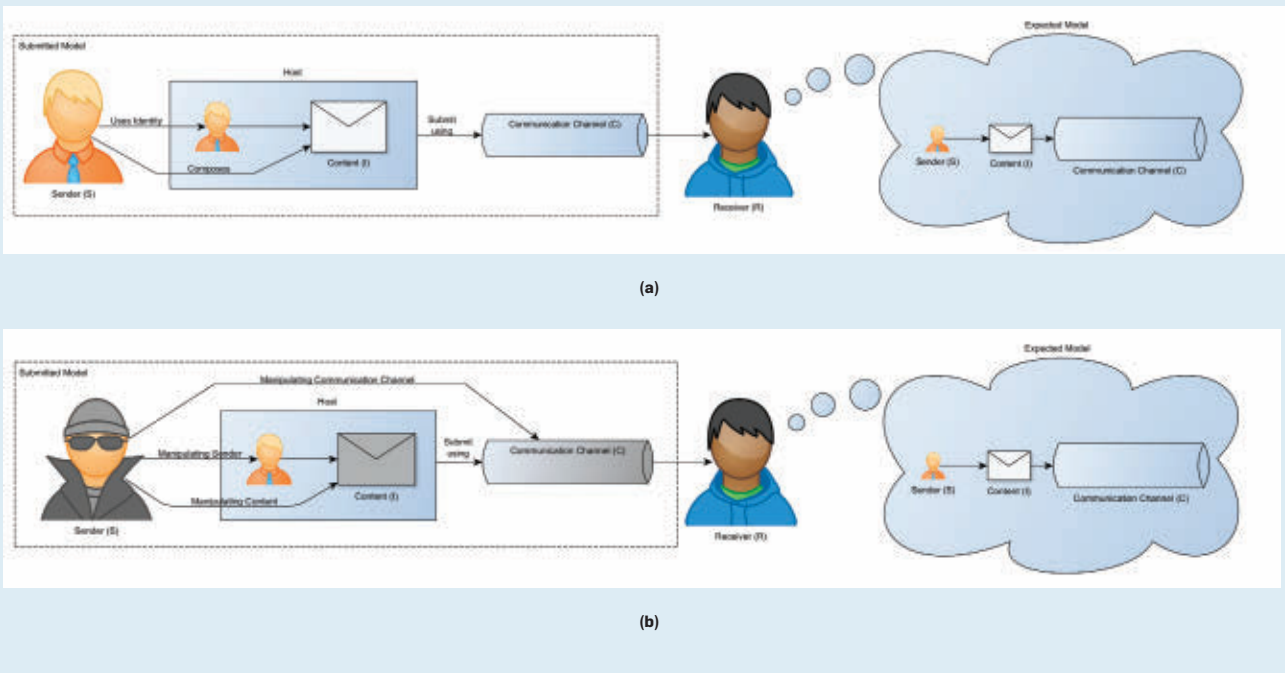 Expected Model
Submitted Model
Host
Uses Identity
Submit
using
Communication Channel (C)
Composes
Content (I)
Sender (S)
Receiver (R)
Sender (S)
Content (I)
Communication Channel (C)
(a)
Expected Model
Submitted Model
Manipulating Communication Channel
Host
Manipulating Sender
Submit
using
Communication Channel (C)
Manipulating Content
Content (I)
Sender (S)
Receiver (R)
Sender (S)
Content (I)
Communication Channel (C)
(b)